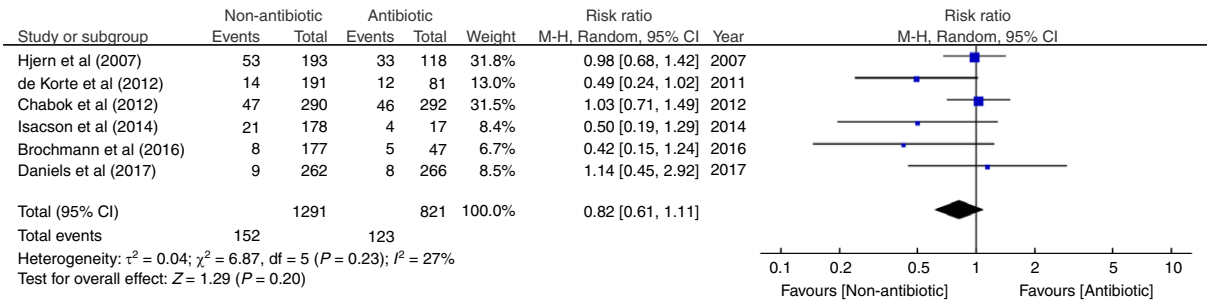 Non-antibiotic Antibiotic Risk ratio Risk ratio
Study or subgroup Events Total Events Total Weight M-H, Random, 95% CI Year M-H, Random, 95% CI
Hjern et al (2007) 53 193 33 118 31.8% 0.98 [0.68, 1.42] 2007
de Korte et al (2012) 14 191 12 81 13.0% 0.49 [0.24, 1.02] 2011
Chabok et al (2012) 47 290 46 292 31.5% 1.03 [0.71, 1.49] 2012
Isacson et al (2014) 21 178 4 17 8.4% 0.50 [0.19, 1.29] 2014
Brochmann et al (2016) 8 177 5 47 6.7% 0.42 [0.15, 1.24] 2016
Daniels et al (2017) 9 262 8 266 8.5% 1.14 [0.45, 2.92] 2017
Total (95% CI) 1291 821 100.0% 0.82 [0.61, 1.11]
Total events 152 123
Heterogeneity: τ² = 0.04; χ² = 6.87, df = 5 (P = 0.23); I² = 27%
Test for overall effect: Z = 1.29 (P = 0.20)
0.1 0.2 0.5 1 2 5 10
Favours [Non-antibiotic] Favours [Antibiotic]